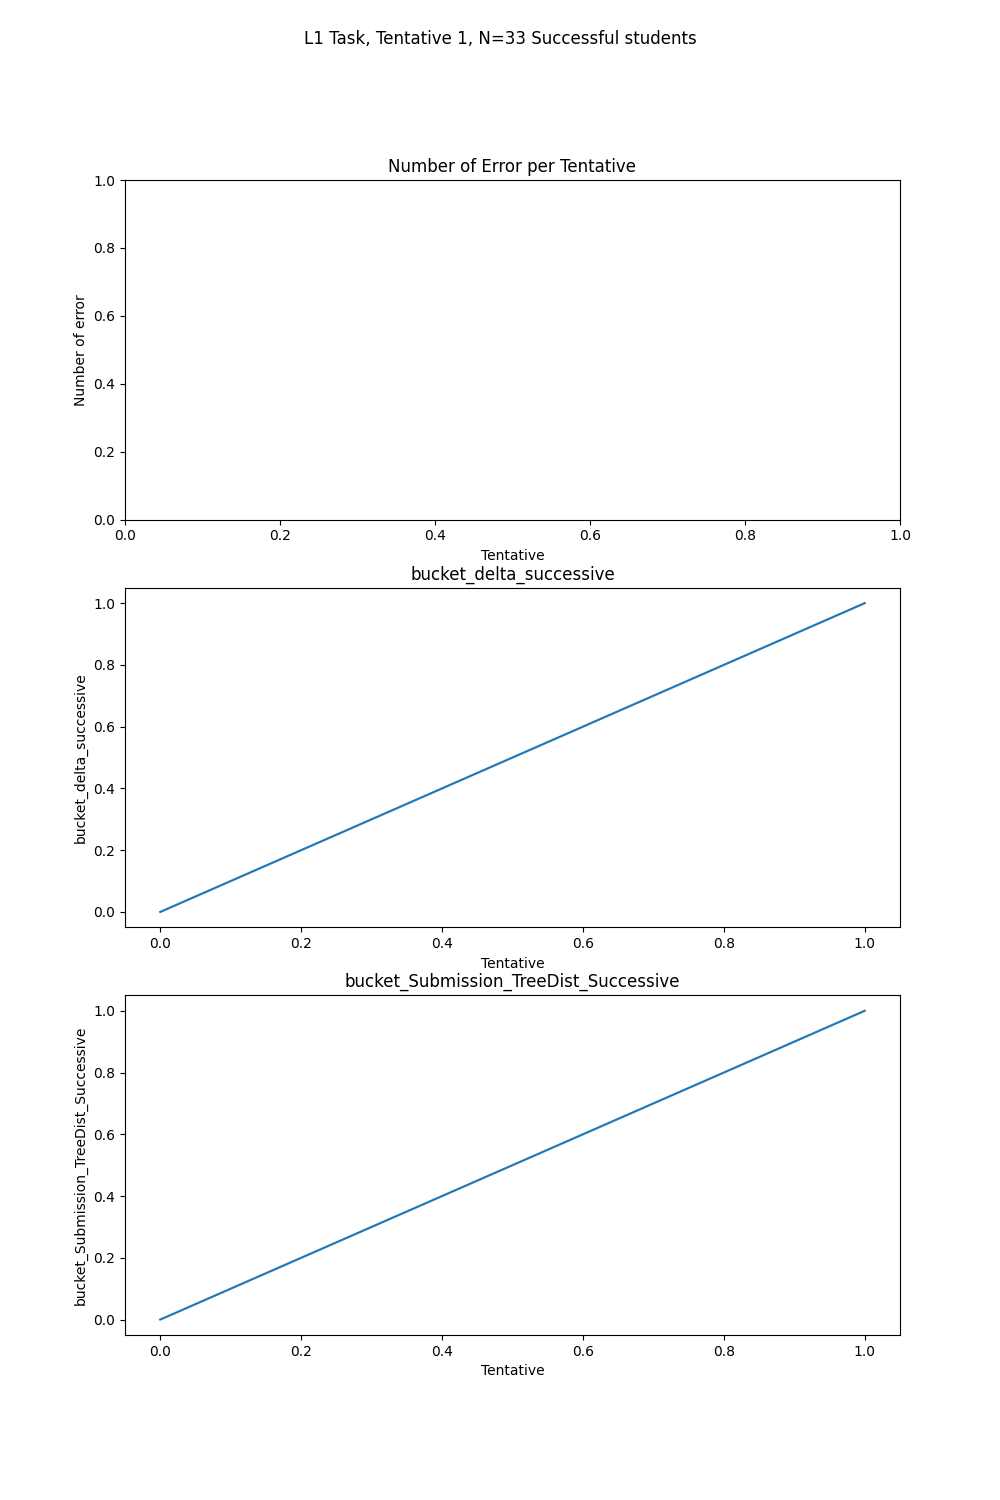 L1 Task, Tentative 1, N=33 Successful students
Number of Error per Tentative
1.0
0.8
0.6
0.4
0.2
0.0
Number of error
0.0 0.2 0.4 0.6 0.8 1.0
Tentative
bucket_delta_successive
1.0
0.8
0.6
0.4
0.2
0.0
bucket_delta_successive
0.0 0.2 0.4 0.6 0.8 1.0
Tentative
bucket_Submission_TreeDist_Successive
1.0
0.8
0.6
0.4
0.2
0.0
bucket_Submission_TreeDist_Successive
0.0 0.2 0.4 0.6 0.8 1.0
Tentative